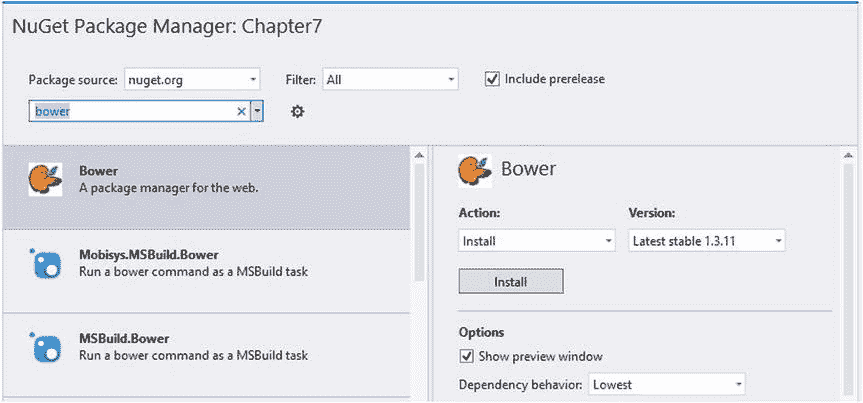 NuGet Package Manager: Chapter7
Package source: nuget.org
Filter: All
Include prerelease
bower
Bower
A package manager for the web.
Mobisys.MSBuild.Bower
Run a bower command as a MSBuild task
MSBuild.Bower
Run a bower command as a MSBuild task
Bower
Action:
Version:
Install
Latest stable 1.3.11
Install
Options
Show preview window
Dependency behavior: Lowest